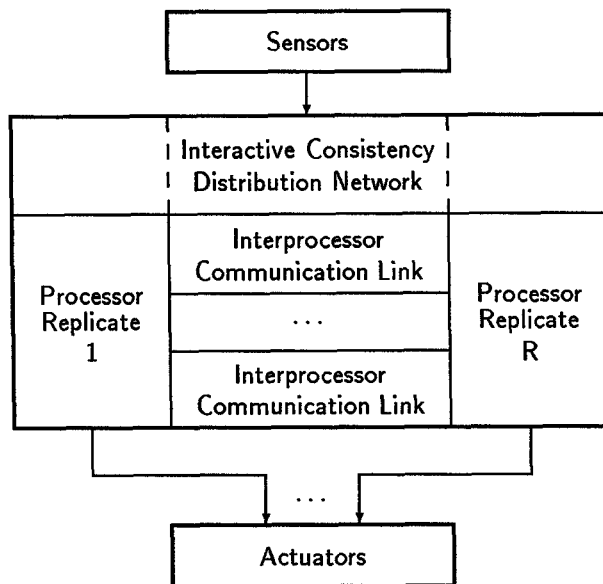 Sensors
Interactive Consistency
Distribution Network
Interprocessor
Communication Link
Processor
Replicate
1
. . .
Processor
Replicate
R
Interprocessor
Communication Link
. . .
Actuators